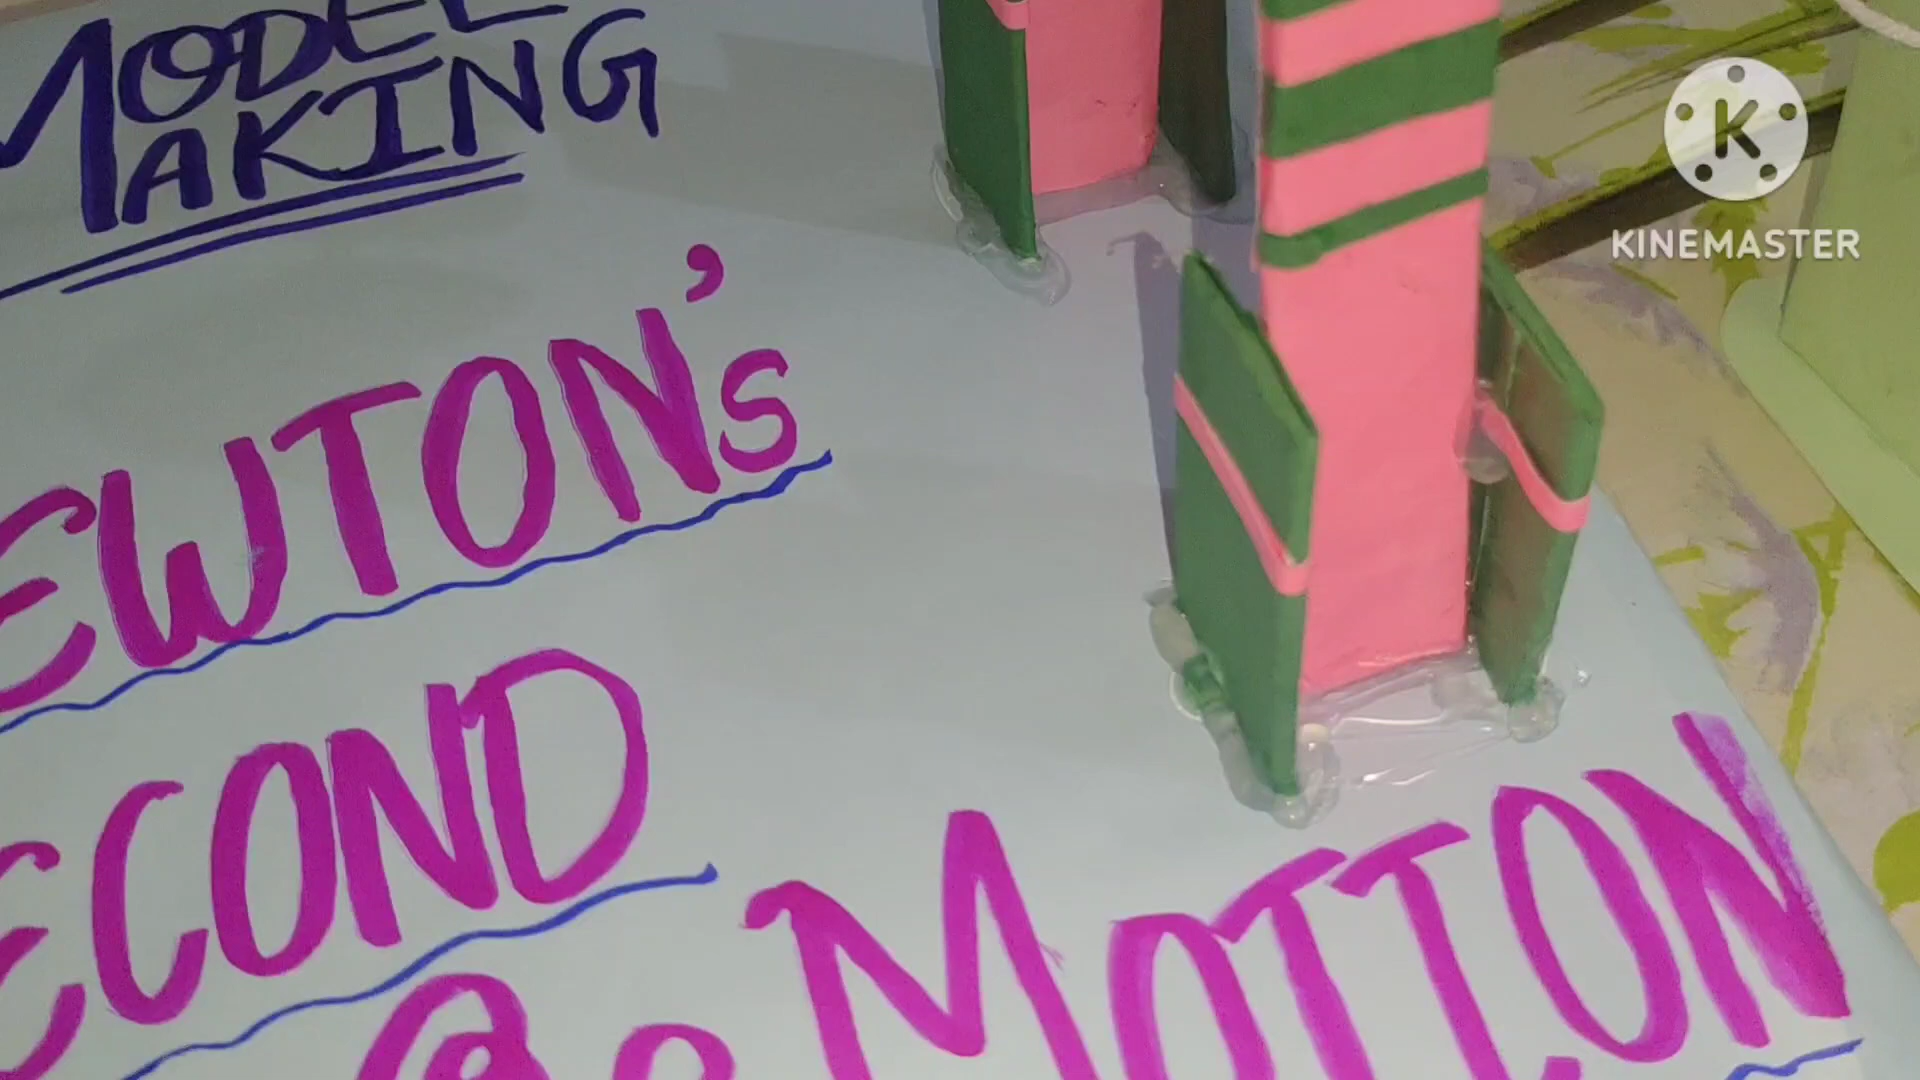 MODEL
MAKING
EWTON's
ECOND
MOTION
K
KINEMASTER